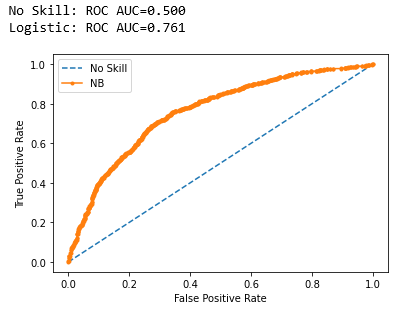 No Skill: ROC AUC=0.500
Logistic: ROC AUC=0.761
1.0
0.8
0.6
0.4
0.2
0.0
True Positive Rate
No Skill
NB
0.0 0.2 0.4 0.6 0.8 1.0
False Positive Rate